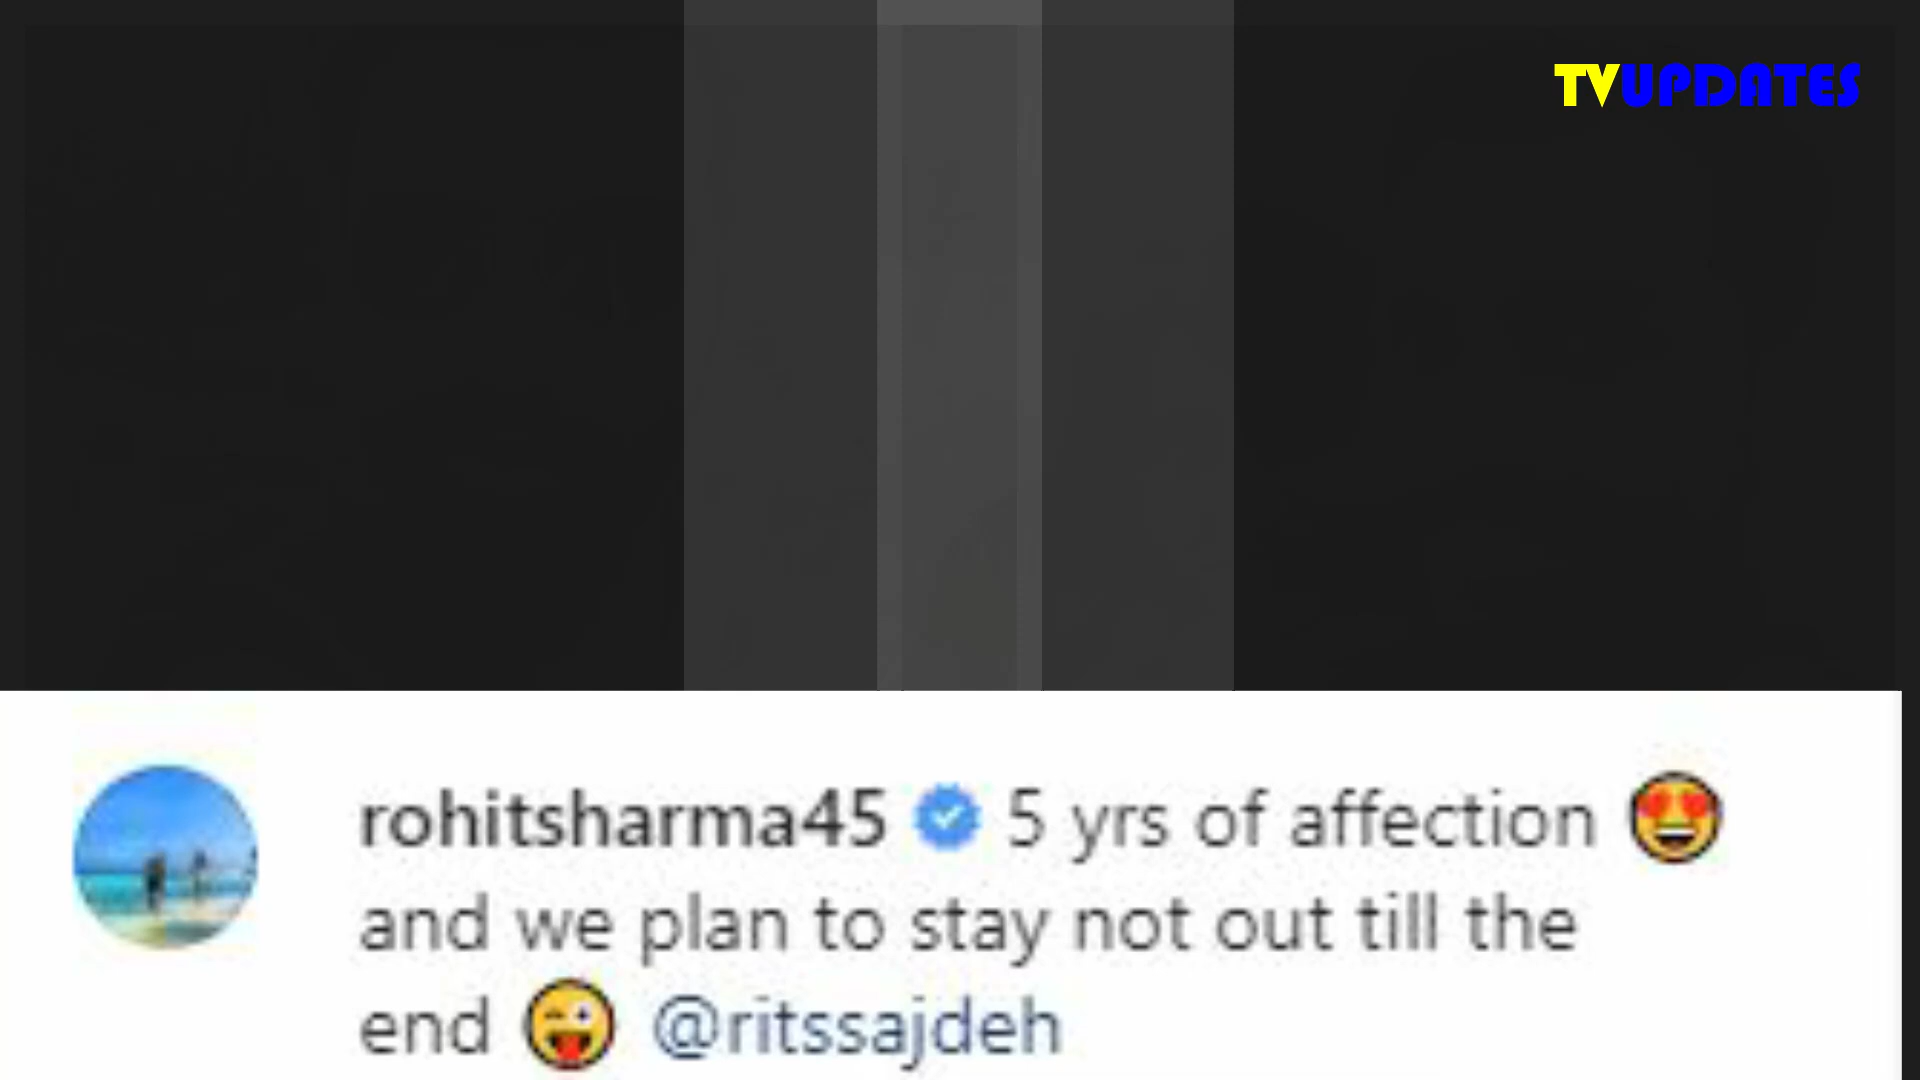 TVUPDATES
rohitsharma45 5 yrs of affection 😍
and we plan to stay not out till the
end 😜 @ritssajdeh